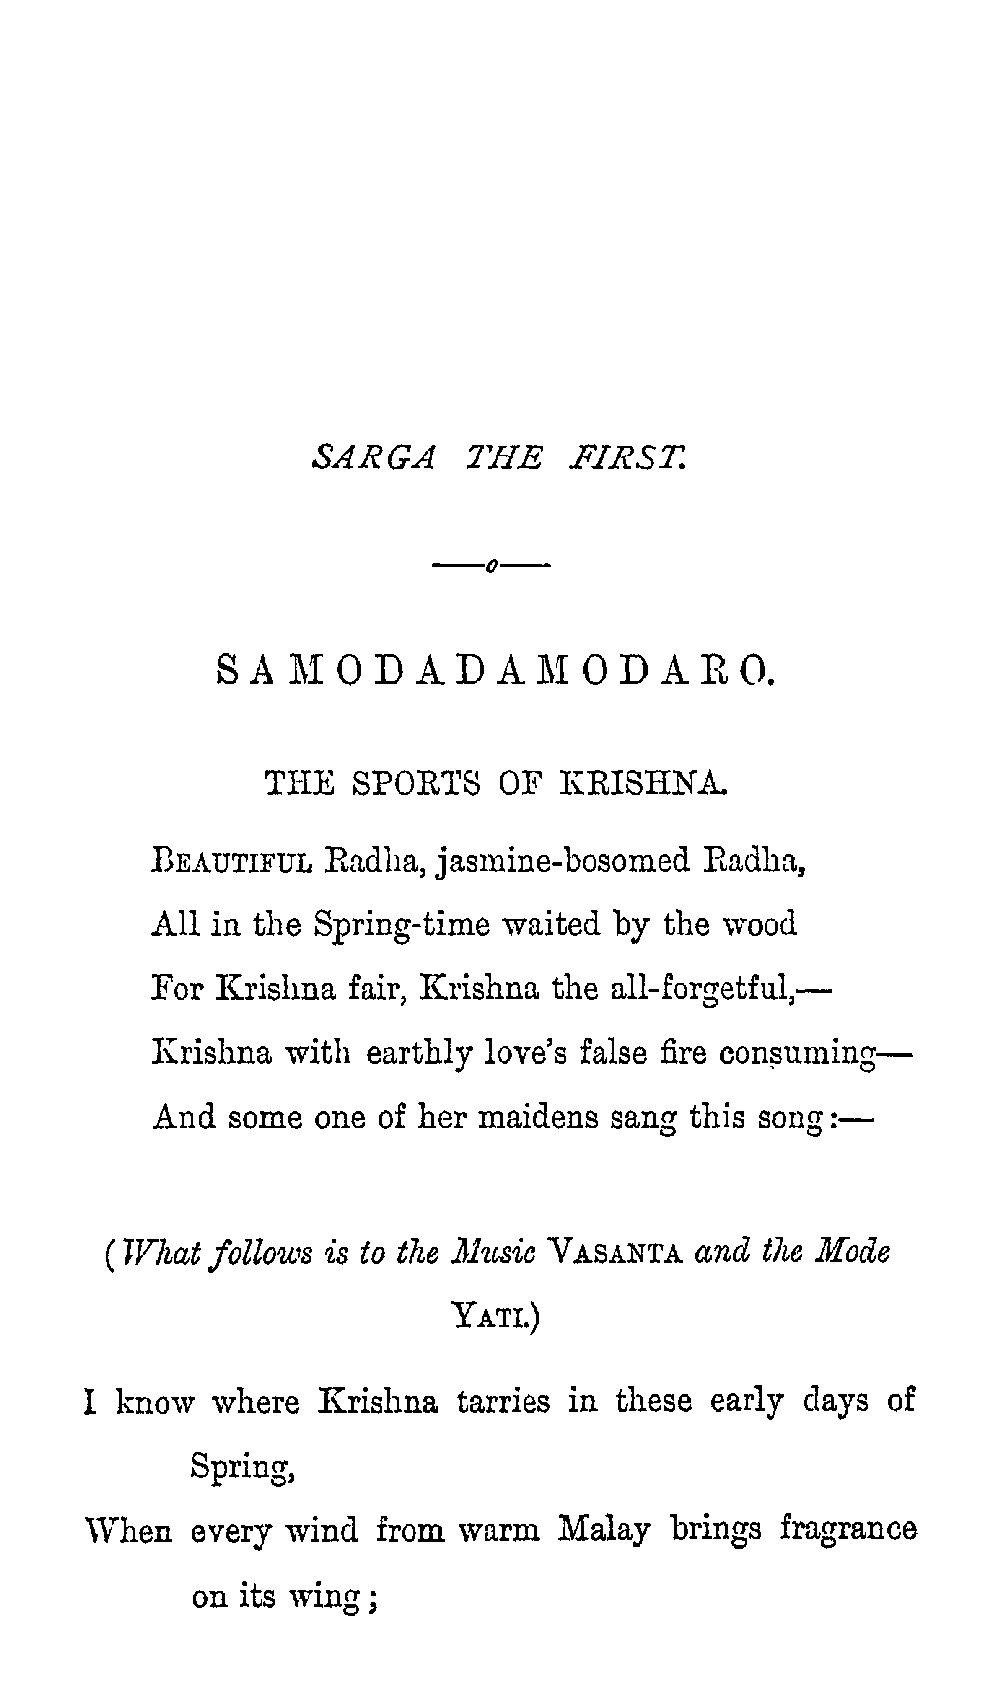 SARGA THE FIRST.
SAMODADAMODARO.
THE SPORTS OF KRISHNA.
BEAUTIFUL Radha, jasmine-bosomed Radha,
All in the Spring-time waited by the wood
For Krishna fair, Krishna the all-forgetful,—
Krishna with earthly love's false fire consuming—
And some one of her maidens sang this song:—
(What follows is to the Music VASANTA and the Mode
YATI.)
I know where Krishna tarries in these early days of
Spring,
When every wind from warm Malay brings fragrance
on its wing;